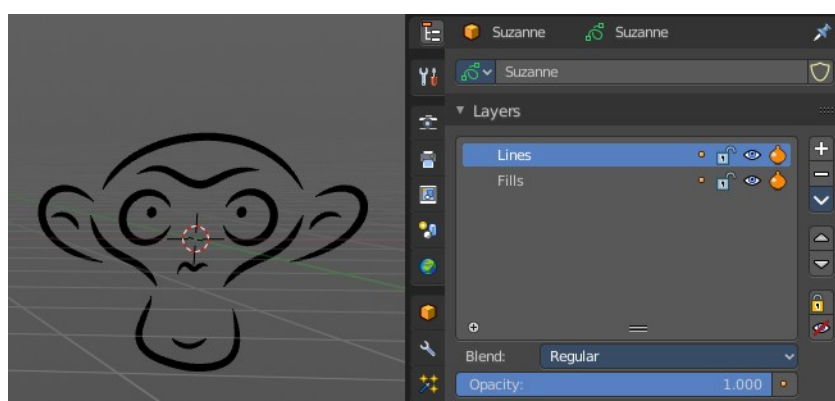 Suzanne Suzanne
Suzanne
Layers
Lines
Fills
Blend: Regular
Opacity: 1.000